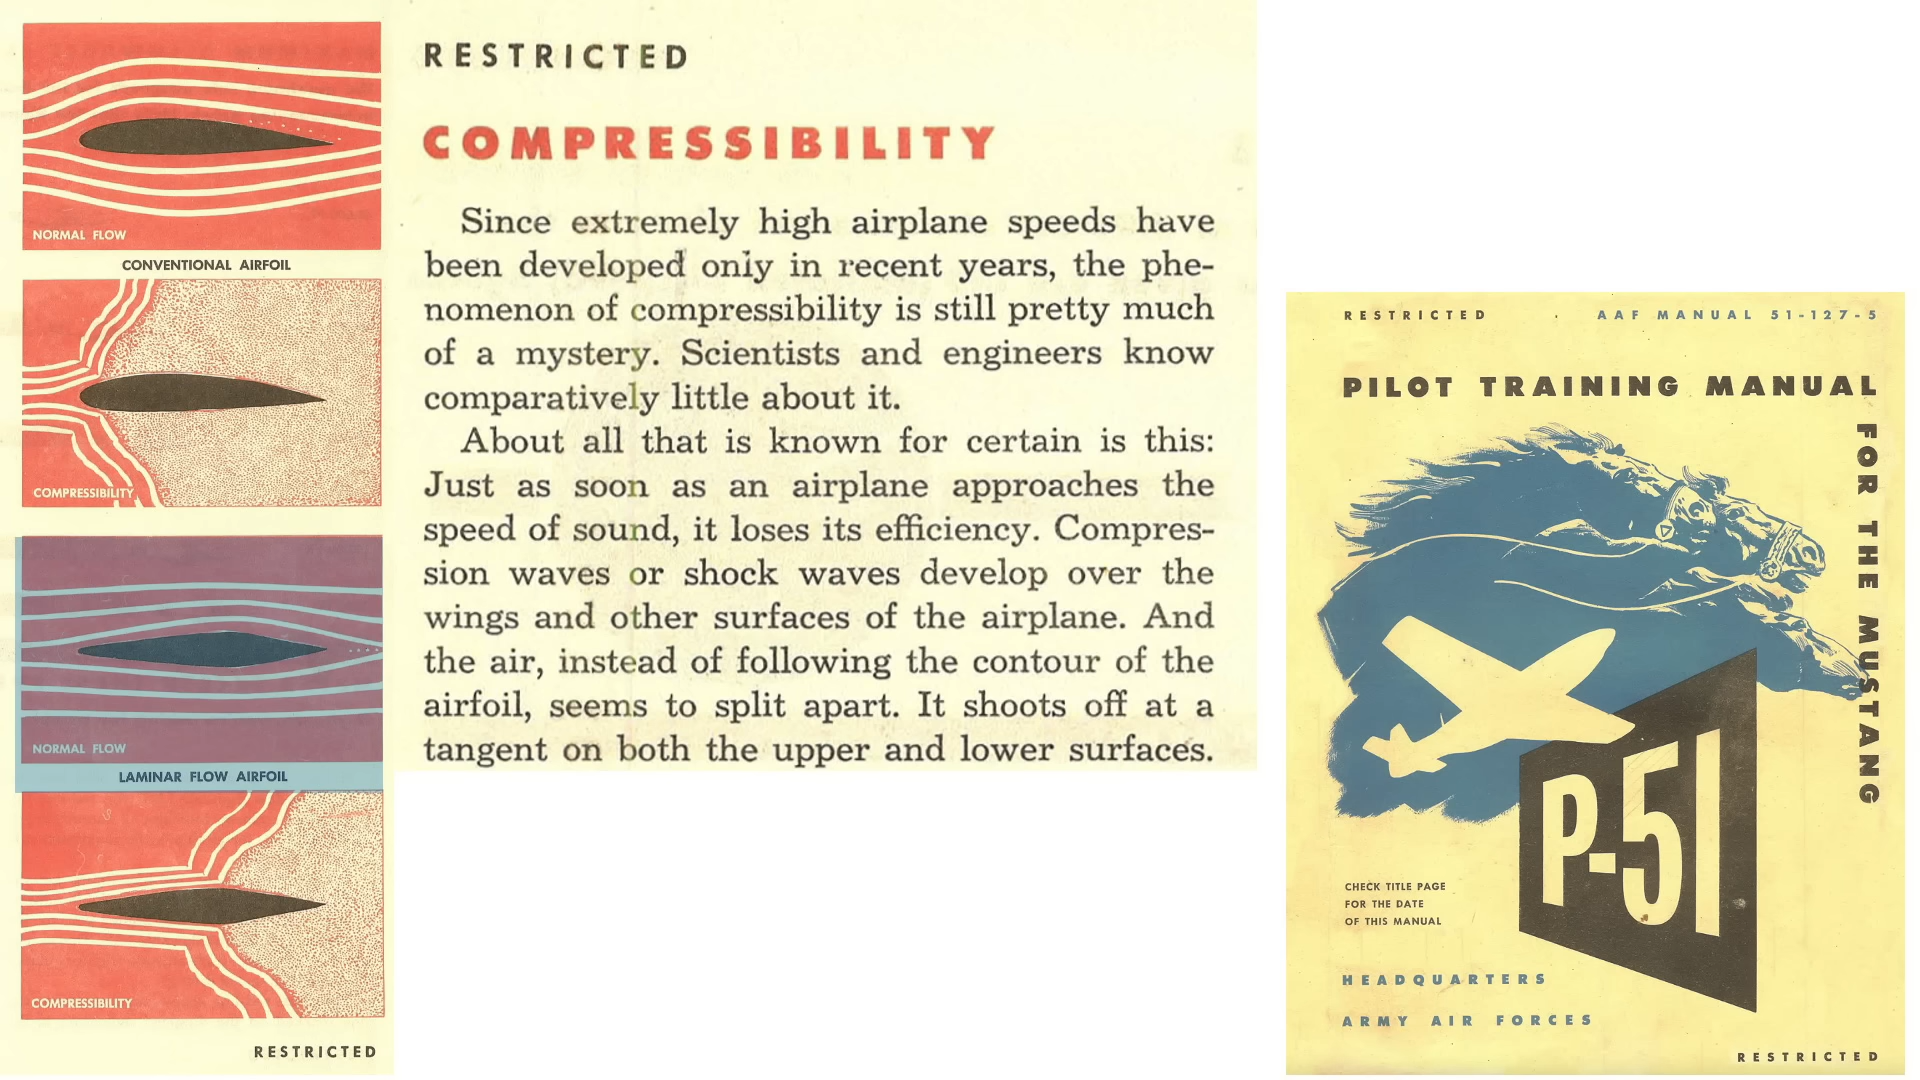 NORMAL FLOW
CONVENTIONAL AIRFOIL
COMPRESSIBILITY
NORMAL FLOW
LAMINAR FLOW AIRFOIL
COMPRESSIBILITY
RESTRICTED
RESTRICTED
COMPRESSIBILITY
Since extremely high airplane speeds have
been developed only in recent years, the phe-
nomenon of compressibility is still pretty much
of a mystery. Scientists and engineers know
comparatively little about it.
About all that is known for certain is this:
Just as soon as an airplane approaches the
speed of sound, it loses its efficiency. Compres-
sion waves or shock waves develop over the
wings and other surfaces of the airplane. And
the air, instead of following the contour of the
airfoil, seems to split apart. It shoots off at a
tangent on both the upper and lower surfaces.
RESTRICTED
AAF MANUAL 51-127-5
PILOT TRAINING MANUAL
FOR THE MUSTANG
P-51
CHECK TITLE PAGE
FOR THE DATE
OF THIS MANUAL
HEADQUARTERS
ARMY AIR FORCES
RESTRICTED